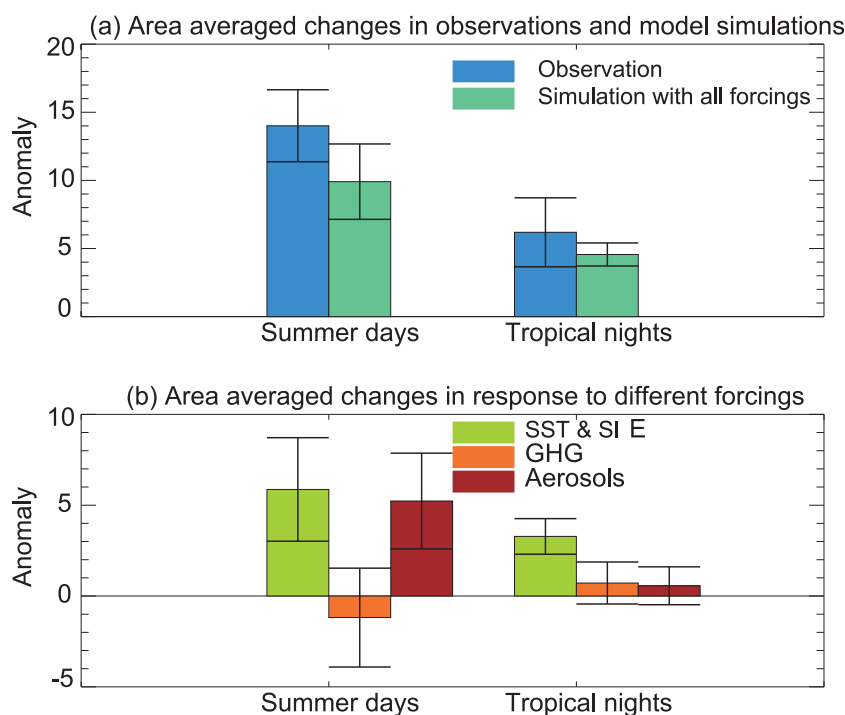 (a) Area averaged changes in observations and model simulations
20
15
10
5
0
Anomaly
Observation
Simulation with all forcings
Summer days
Tropical nights
(b) Area averaged changes in response to different forcings
10
5
0
-5
Anomaly
SST & SI E
GHG
Aerosols
Summer days
Tropical nights